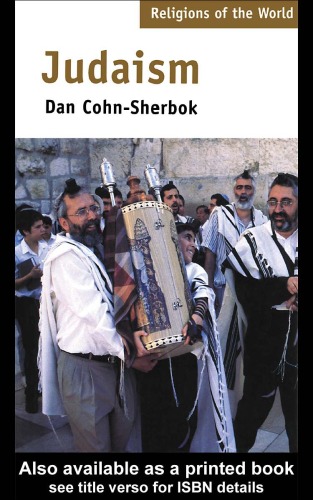 Religions of the World
Judaism
Dan Cohn-Sherbok
Also available as a printed book
see title verso for ISBN details